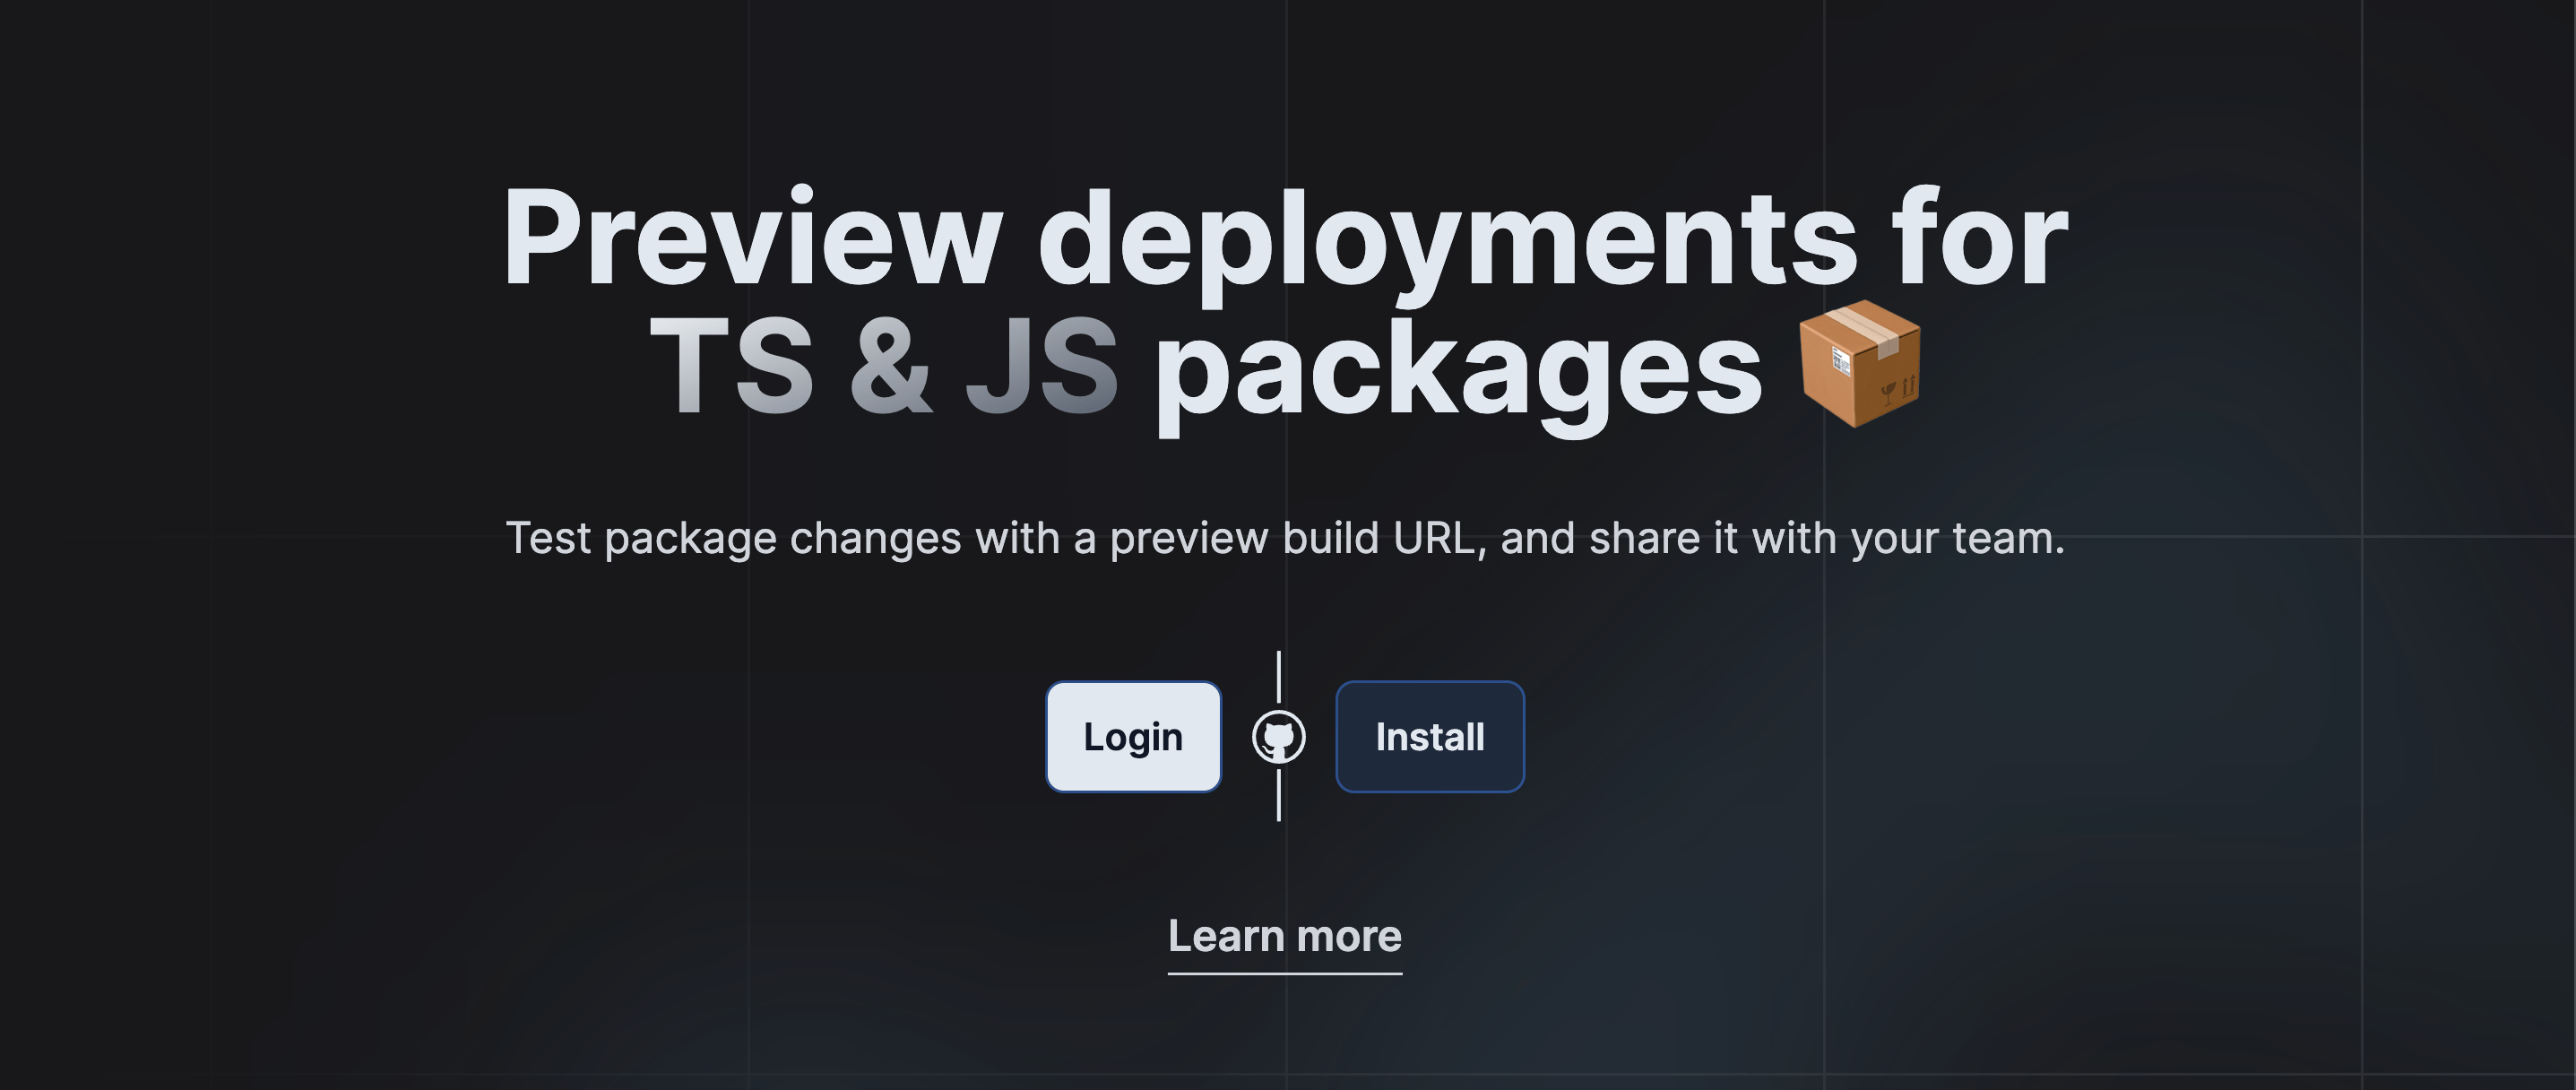 Preview deployments for
TS & JS packages 📦
Test package changes with a preview build URL, and share it with your team.
Login
Install
Learn more